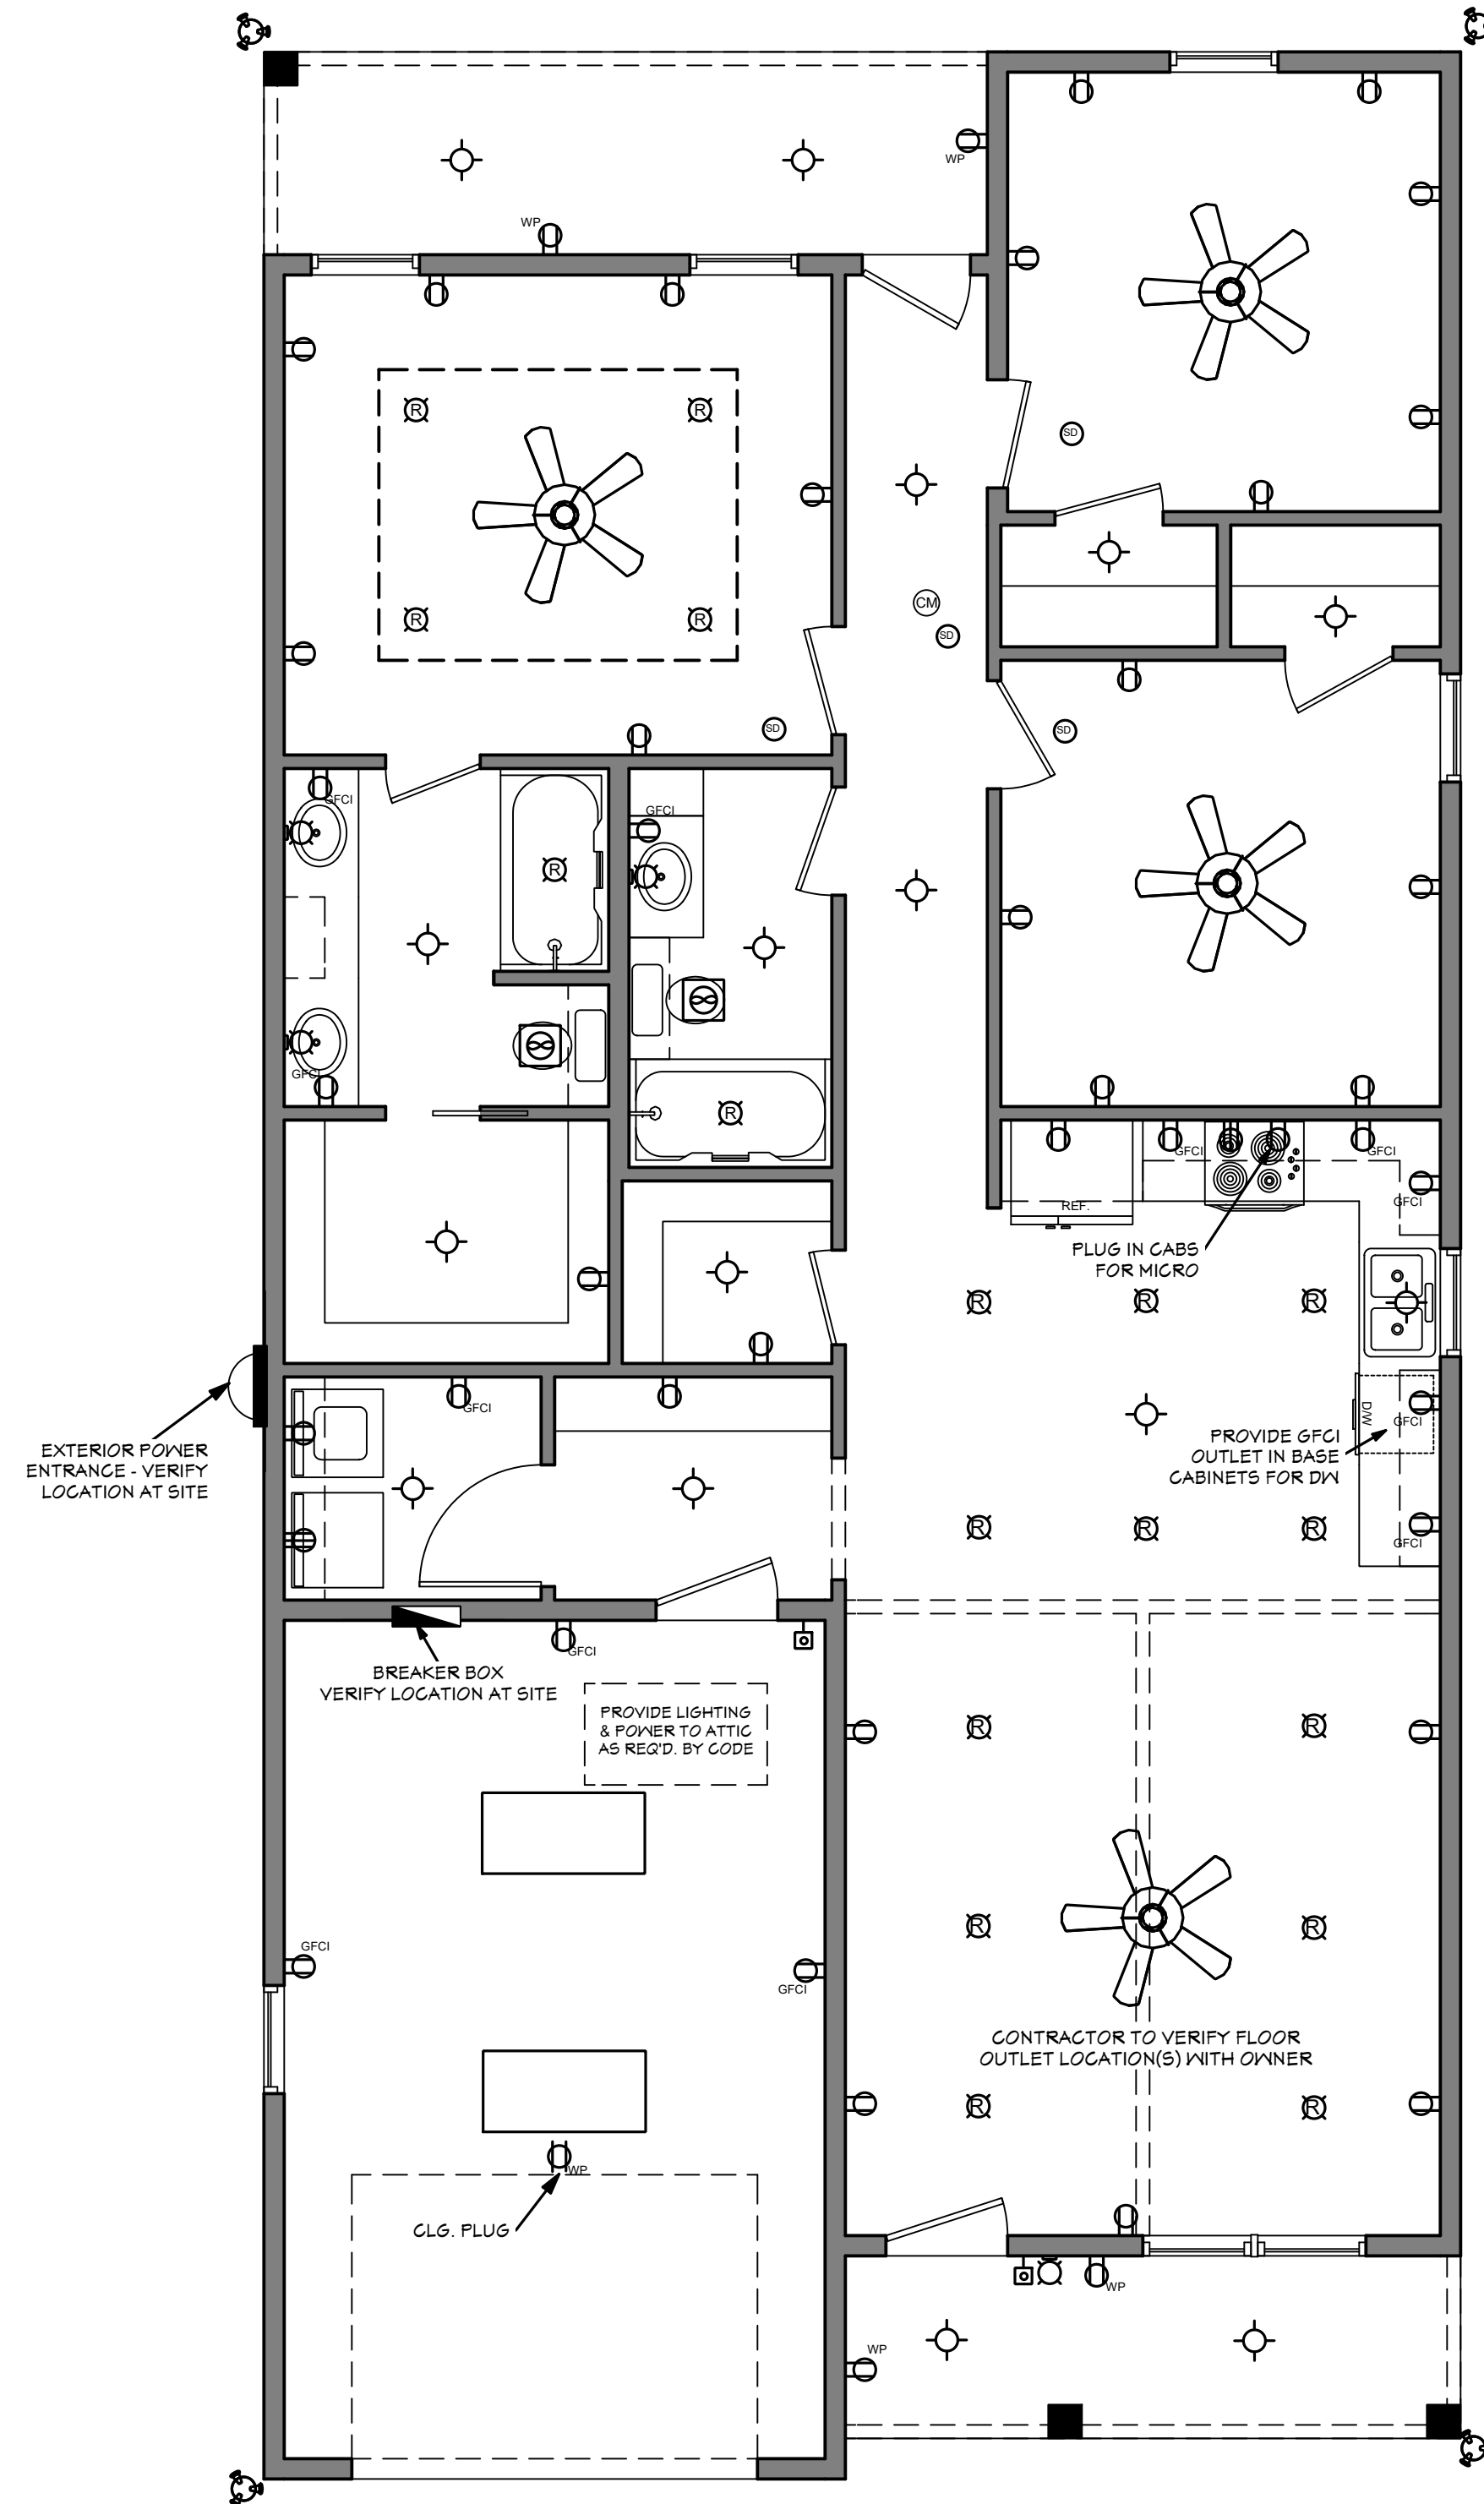 WP
WP
R
R
SD
R
R
CM
SD
SD
SD
GFCI
GFCI
R
GFCI
R
GFCI
GFCI
GFCI
REF.
PLUG IN CABS
FOR MICRO
R
R
R
GFCI
D/W
GFCI
PROVIDE GFCI
OUTLET IN BASE
CABINETS FOR DW
EXTERIOR POWER
ENTRANCE - VERIFY
LOCATION AT SITE
R
R
R
GFCI
GFCI
BREAKER BOX
VERIFY LOCATION AT SITE
PROVIDE LIGHTING
& POWER TO ATTIC
AS REQ'D. BY CODE
R
R
R
R
GFCI
GFCI
CONTRACTOR TO VERIFY FLOOR
OUTLET LOCATION(S) WITH OWNER
R
R
WP
CLG. PLUG
WP
WP